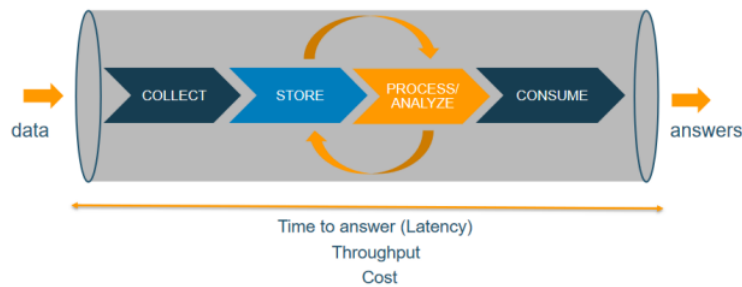 COLLECT
STORE
PROCESS/
ANALYZE
CONSUME
data
answers
Time to answer (Latency)
Throughput
Cost